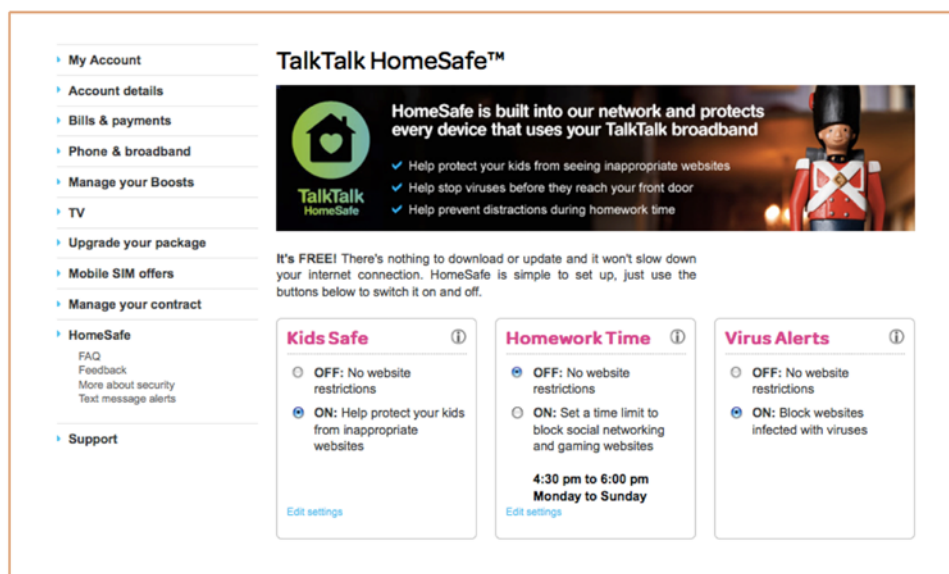 My Account
Account details
Bills & payments
Phone & broadband
Manage your Boosts
TV
Upgrade your package
Mobile SIM offers
Manage your contract
HomeSafe
FAQ
Feedback
More about security
Text message alerts
Support
TalkTalk HomeSafe™
TalkTalk
HomeSafe
HomeSafe is built into our network and protects
every device that uses your TalkTalk broadband
Help protect your kids from seeing inappropriate websites
Help stop viruses before they reach your front door
Help prevent distractions during homework time
It's FREE! There's nothing to download or update and it won't slow down
your internet connection. HomeSafe is simple to set up, just use the
buttons below to switch it on and off.
Kids Safe
OFF: No website
restrictions
ON: Help protect your kids
from inappropriate
websites
Edit settings
Homework Time
OFF: No website
restrictions
ON: Set a time limit to
block social networking
and gaming websites
4:30 pm to 6:00 pm
Monday to Sunday
Edit settings
Virus Alerts
OFF: No website
restrictions
ON: Block websites
infected with viruses